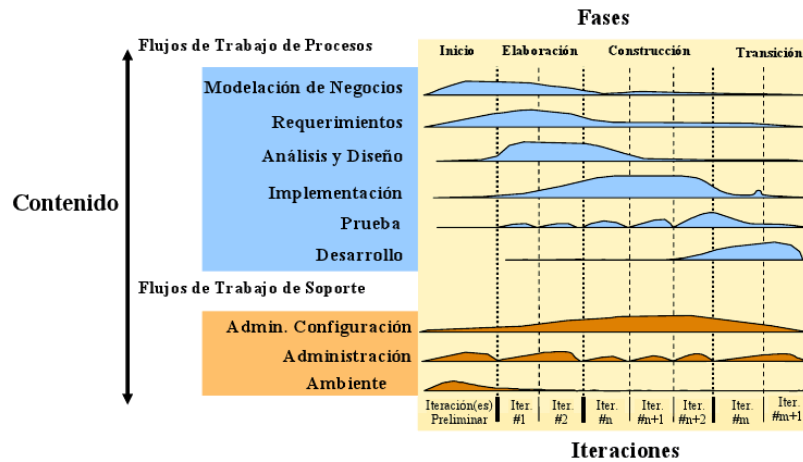 Fases
Flujos de Trabajo de Procesos
Inicio Elaboración Construcción Transición
Modelación de Negocios
Requerimientos
Análisis y Diseño
Implementación
Contenido
Prueba
Desarrollo
Flujos de Trabajo de Soporte
Admin. Configuración
Administración
Ambiente
Iteración(es) Iter. Iter. Iter. Iter. Iter. Iter. Iter.
Preliminar #1 #2 #n #n+1 #n+2 #m #m+1
Iteraciones